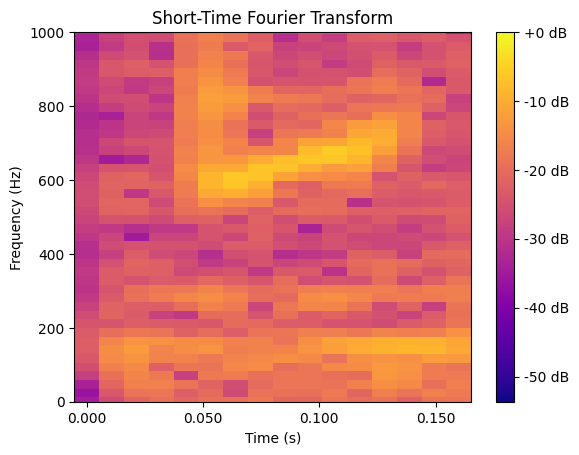 Short-Time Fourier Transform
1000
800
600
400
200
0
Frequency (Hz)
0.000
0.050
0.100
0.150
Time (s)
+0 dB
-10 dB
-20 dB
-30 dB
-40 dB
-50 dB